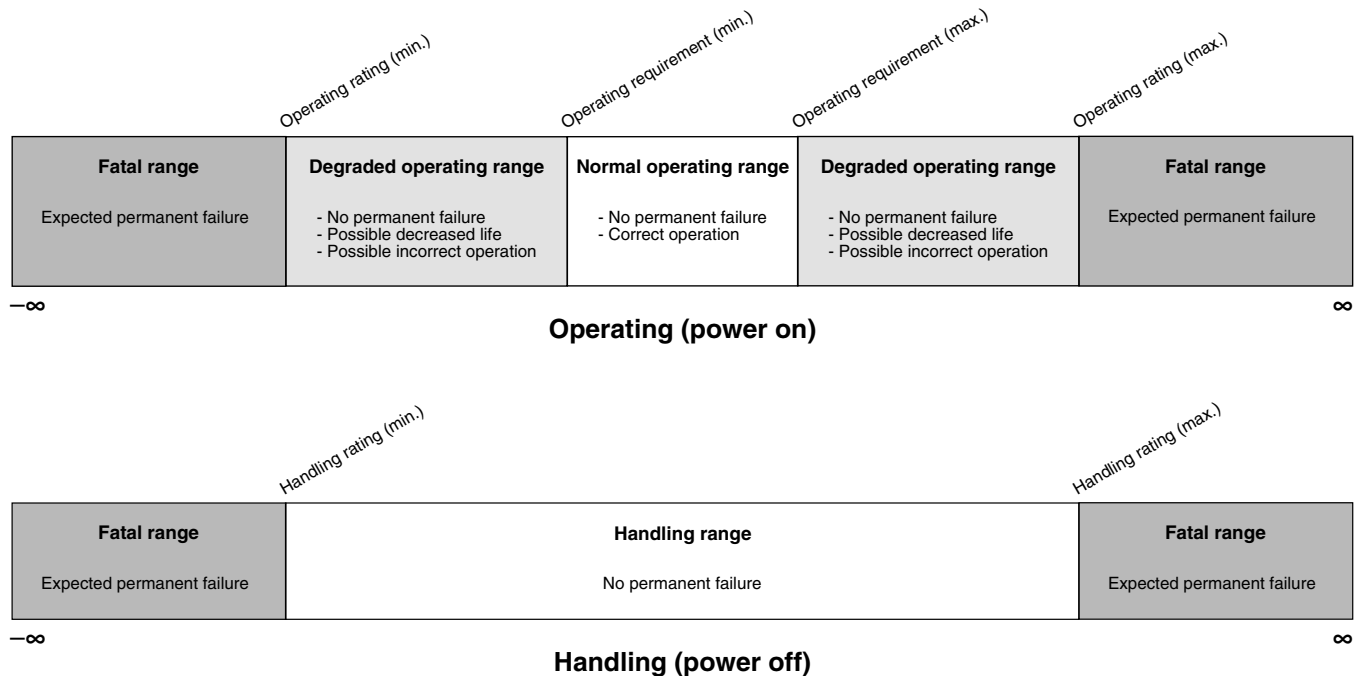 Operating rating (min.)
Operating requirement (min.)
Operating requirement (max.)
Operating rating (max.)
Fatal range
Expected permanent failure
Degraded operating range
- No permanent failure
- Possible decreased life
- Possible incorrect operation
Normal operating range
- No permanent failure
- Correct operation
Degraded operating range
- No permanent failure
- Possible decreased life
- Possible incorrect operation
Fatal range
Expected permanent failure
–∞
∞
Operating (power on)
Handling rating (min.)
Handling rating (max.)
Fatal range
Expected permanent failure
Handling range
No permanent failure
Fatal range
Expected permanent failure
–∞
∞
Handling (power off)